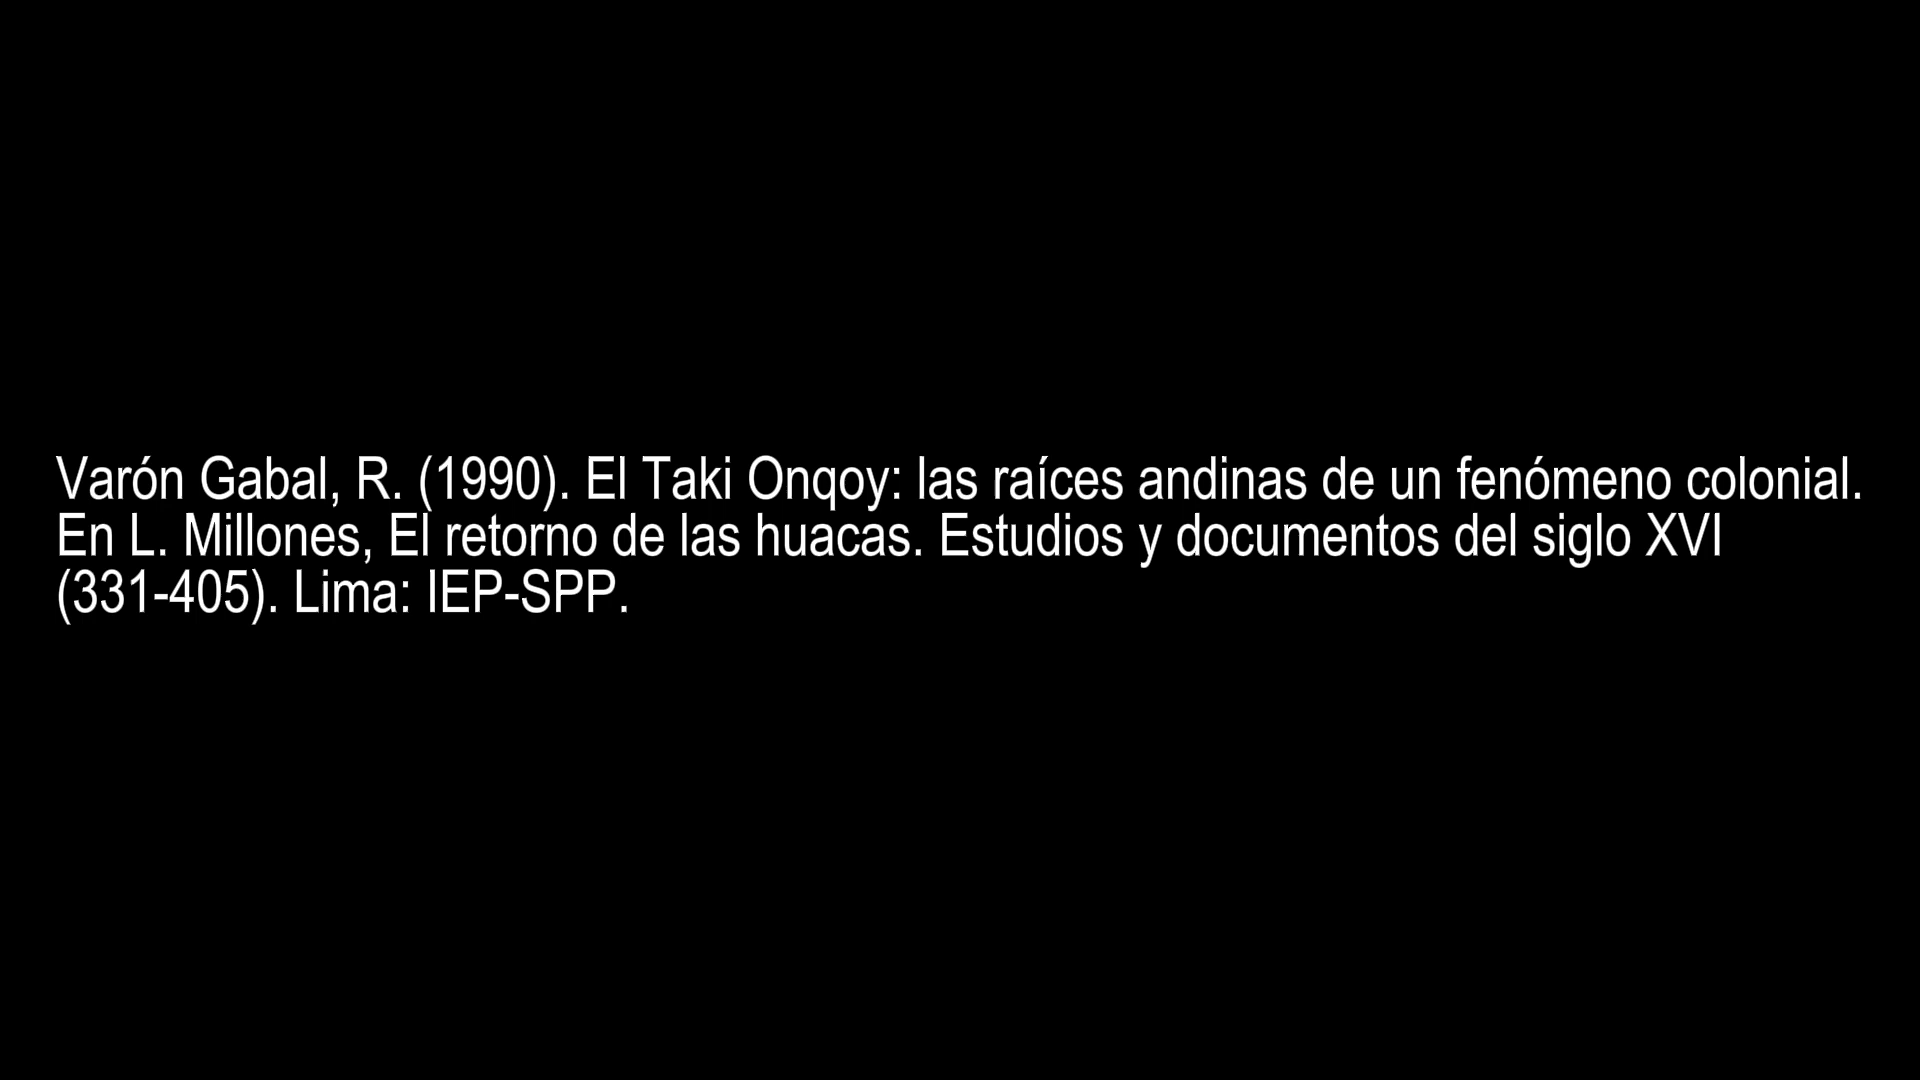 Varón Gabal, R. (1990). El Taki Onqoy: las raíces andinas de un fenómeno colonial.
En L. Millones, El retorno de las huacas. Estudios y documentos del siglo XVI
(331-405). Lima: IEP-SPP.